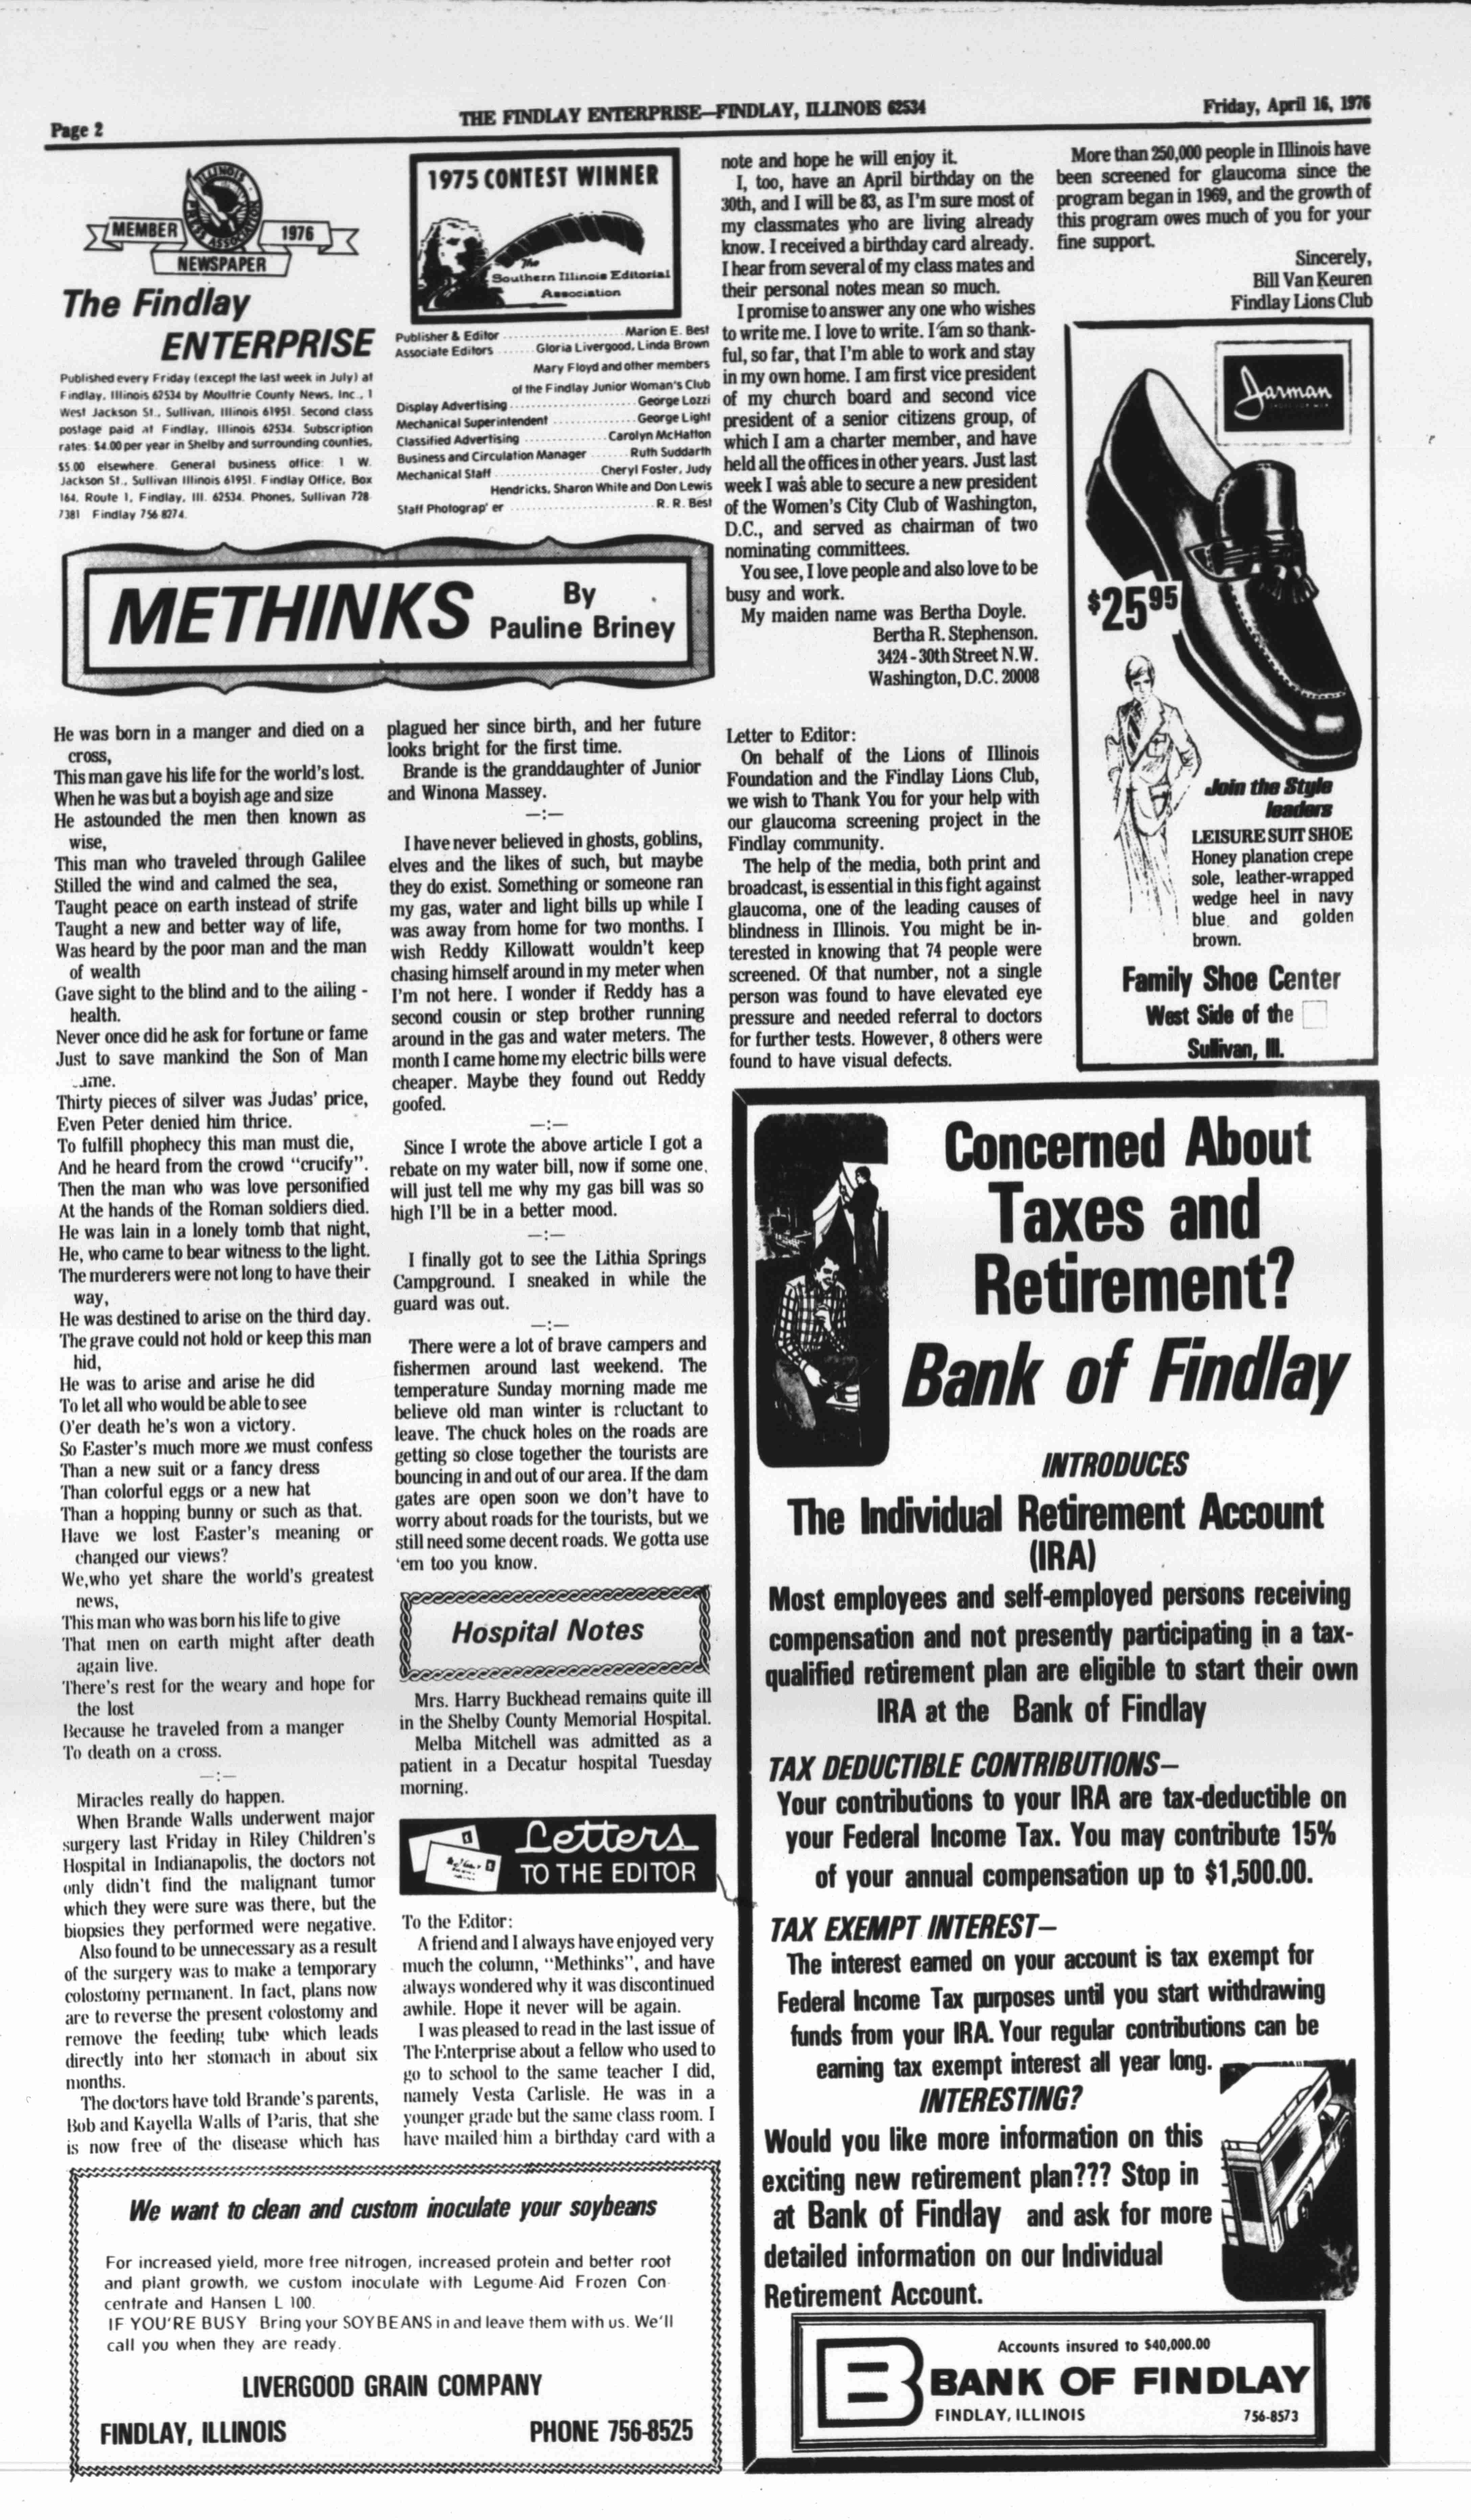 Page 2
THE FINDLAY ENTERPRISE—FINDLAY, ILLINOIS 62534
Friday, April 16, 1976
ILLINOIS
PRESS ASSOCIATION
MEMBER
1976
NEWSPAPER
The Findlay
ENTERPRISE
Published every Friday (except the last week in July) at
Findlay, Illinois 62534 by Moultrie County News, Inc., 1
West Jackson St., Sullivan, Illinois 61951. Second class
postage paid at Findlay, Illinois 62534. Subscription
rates: $4.00 per year in Shelby and surrounding counties,
$5.00 elsewhere. General business office: 1 W.
Jackson St., Sullivan Illinois 61951. Findlay Office, Box
164, Route 1, Findlay, Ill. 62534. Phones, Sullivan 728-
7381 Findlay 756-8274.
1975 CONTEST WINNER
The
Southern Illinois Editorial
Association
Publisher & Editor Marion E. Best
Associate Editors Gloria Livergood, Linda Brown
Mary Floyd and other members
of the Findlay Junior Woman's Club
Display Advertising George Lozzi
Mechanical Superintendent George Light
Classified Advertising Carolyn McHatton
Business and Circulation Manager Ruth Suddarth
Mechanical Staff Cheryl Foster, Judy
Hendricks, Sharon White and Don Lewis
Staff Photograp' er R. R. Best
METHINKS By
Pauline Briney
He was born in a manger and died on a
cross,
This man gave his life for the world's lost.
When he was but a boyish age and size
He astounded the men then known as
wise,
This man who traveled through Galilee
Stilled the wind and calmed the sea,
Taught peace on earth instead of strife
Taught a new and better way of life,
Was heard by the poor man and the man
of wealth
Gave sight to the blind and to the ailing -
health.
Never once did he ask for fortune or fame
Just to save mankind the Son of Man
ame.
Thirty pieces of silver was Judas' price,
Even Peter denied him thrice.
To fulfill phophecy this man must die,
And he heard from the crowd "crucify".
Then the man who was love personified
At the hands of the Roman soldiers died.
He was lain in a lonely tomb that night,
He, who came to bear witness to the light.
The murderers were not long to have their
way,
He was destined to arise on the third day.
The grave could not hold or keep this man
hid,
He was to arise and arise he did
To let all who would be able to see
O'er death he's won a victory.
So Easter's much more we must confess
Than a new suit or a fancy dress
Than colorful eggs or a new hat
Than a hopping bunny or such as that.
Have we lost Easter's meaning or
changed our views?
We,who yet share the world's greatest
news,
This man who was born his life to give
That men on earth might after death
again live.
There's rest for the weary and hope for
the lost
Because he traveled from a manger
To death on a cross.
—:—
Miracles really do happen.
When Brande Walls underwent major
surgery last Friday in Riley Children's
Hospital in Indianapolis, the doctors not
only didn't find the malignant tumor
which they were sure was there, but the
biopsies they performed were negative.
Also found to be unnecessary as a result
of the surgery was to make a temporary
colostomy permanent. In fact, plans now
are to reverse the present colostomy and
remove the feeding tube which leads
directly into her stomach in about six
months.
The doctors have told Brande's parents,
Bob and Kayella Walls of Paris, that she
is now free of the disease which has
plagued her since birth, and her future
looks bright for the first time.
Brande is the granddaughter of Junior
and Winona Massey.
—:—
I have never believed in ghosts, goblins,
elves and the likes of such, but maybe
they do exist. Something or someone ran
my gas, water and light bills up while I
was away from home for two months. I
wish Reddy Killowatt wouldn't keep
chasing himself around in my meter when
I'm not here. I wonder if Reddy has a
second cousin or step brother running
around in the gas and water meters. The
month I came home my electric bills were
cheaper. Maybe they found out Reddy
goofed.
—:—
Since I wrote the above article I got a
rebate on my water bill, now if some one
will just tell me why my gas bill was so
high I'll be in a better mood.
—:—
I finally got to see the Lithia Springs
Campground. I sneaked in while the
guard was out.
—:—
There were a lot of brave campers and
fishermen around last weekend. The
temperature Sunday morning made me
believe old man winter is reluctant to
leave. The chuck holes on the roads are
getting so close together the tourists are
bouncing in and out of our area. If the dam
gates are open soon we don't have to
worry about roads for the tourists, but we
still need some decent roads. We gotta use
'em too you know.
Hospital Notes
Mrs. Harry Buckhead remains quite ill
in the Shelby County Memorial Hospital.
Melba Mitchell was admitted as a
patient in a Decatur hospital Tuesday
morning.
Letters
TO THE EDITOR
To the Editor:
A friend and I always have enjoyed very
much the column, "Methinks", and have
always wondered why it was discontinued
awhile. Hope it never will be again.
I was pleased to read in the last issue of
The Enterprise about a fellow who used to
go to school to the same teacher I did,
namely Vesta Carlisle. He was in a
younger grade but the same class room. I
have mailed him a birthday card with a
note and hope he will enjoy it.
I, too, have an April birthday on the
30th, and I will be 83, as I'm sure most of
my classmates who are living already
know. I received a birthday card already.
I hear from several of my class mates and
their personal notes mean so much.
I promise to answer any one who wishes
to write me. I love to write. I am so thank-
ful, so far, that I'm able to work and stay
in my own home. I am first vice president
of my church board and second vice
president of a senior citizens group, of
which I am a charter member, and have
held all the offices in other years. Just last
week I was able to secure a new president
of the Women's City Club of Washington,
D.C., and served as chairman of two
nominating committees.
You see, I love people and also love to be
busy and work.
My maiden name was Bertha Doyle.
Bertha R. Stephenson.
3424 - 30th Street N.W.
Washington, D.C. 20008
Letter to Editor:
On behalf of the Lions of Illinois
Foundation and the Findlay Lions Club,
we wish to Thank You for your help with
our glaucoma screening project in the
Findlay community.
The help of the media, both print and
broadcast, is essential in this fight against
glaucoma, one of the leading causes of
blindness in Illinois. You might be in-
terested in knowing that 74 people were
screened. Of that number, not a single
person was found to have elevated eye
pressure and needed referral to doctors
for further tests. However, 8 others were
found to have visual defects.
More than 250,000 people in Illinois have
been screened for glaucoma since the
program began in 1969, and the growth of
this program owes much of you for your
fine support.
Sincerely,
Bill Van Keuren
Findlay Lions Club
Jarman
$25 95
Join the Style
leaders
LEISURE SUIT SHOE
Honey planation crepe
sole, leather-wrapped
wedge heel in navy
blue and golden
brown.
Family Shoe Center
West Side of the
Sullivan, Ill.
Concerned About
Taxes and
Retirement?
Bank of Findlay
INTRODUCES
The Individual Retirement Account
(IRA)
Most employees and self-employed persons receiving
compensation and not presently participating in a tax-
qualified retirement plan are eligible to start their own
IRA at the Bank of Findlay
TAX DEDUCTIBLE CONTRIBUTIONS—
Your contributions to your IRA are tax-deductible on
your Federal Income Tax. You may contribute 15%
of your annual compensation up to $1,500.00.
TAX EXEMPT INTEREST—
The interest earned on your account is tax exempt for
Federal Income Tax purposes until you start withdrawing
funds from your IRA. Your regular contributions can be
earning tax exempt interest all year long.
INTERESTING?
Would you like more information on this
exciting new retirement plan??? Stop in
at Bank of Findlay and ask for more
detailed information on our Individual
Retirement Account.
Accounts insured to $40,000.00
BANK OF FINDLAY
FINDLAY, ILLINOIS 756-8573
We want to clean and custom inoculate your soybeans
For increased yield, more free nitrogen, increased protein and better root
and plant growth, we custom inoculate with Legume-Aid Frozen Con-
centrate and Hansen L 100.
IF YOU'RE BUSY Bring your SOYBEANS in and leave them with us. We'll
call you when they are ready.
LIVERGOOD GRAIN COMPANY
FINDLAY, ILLINOIS PHONE 756-8525